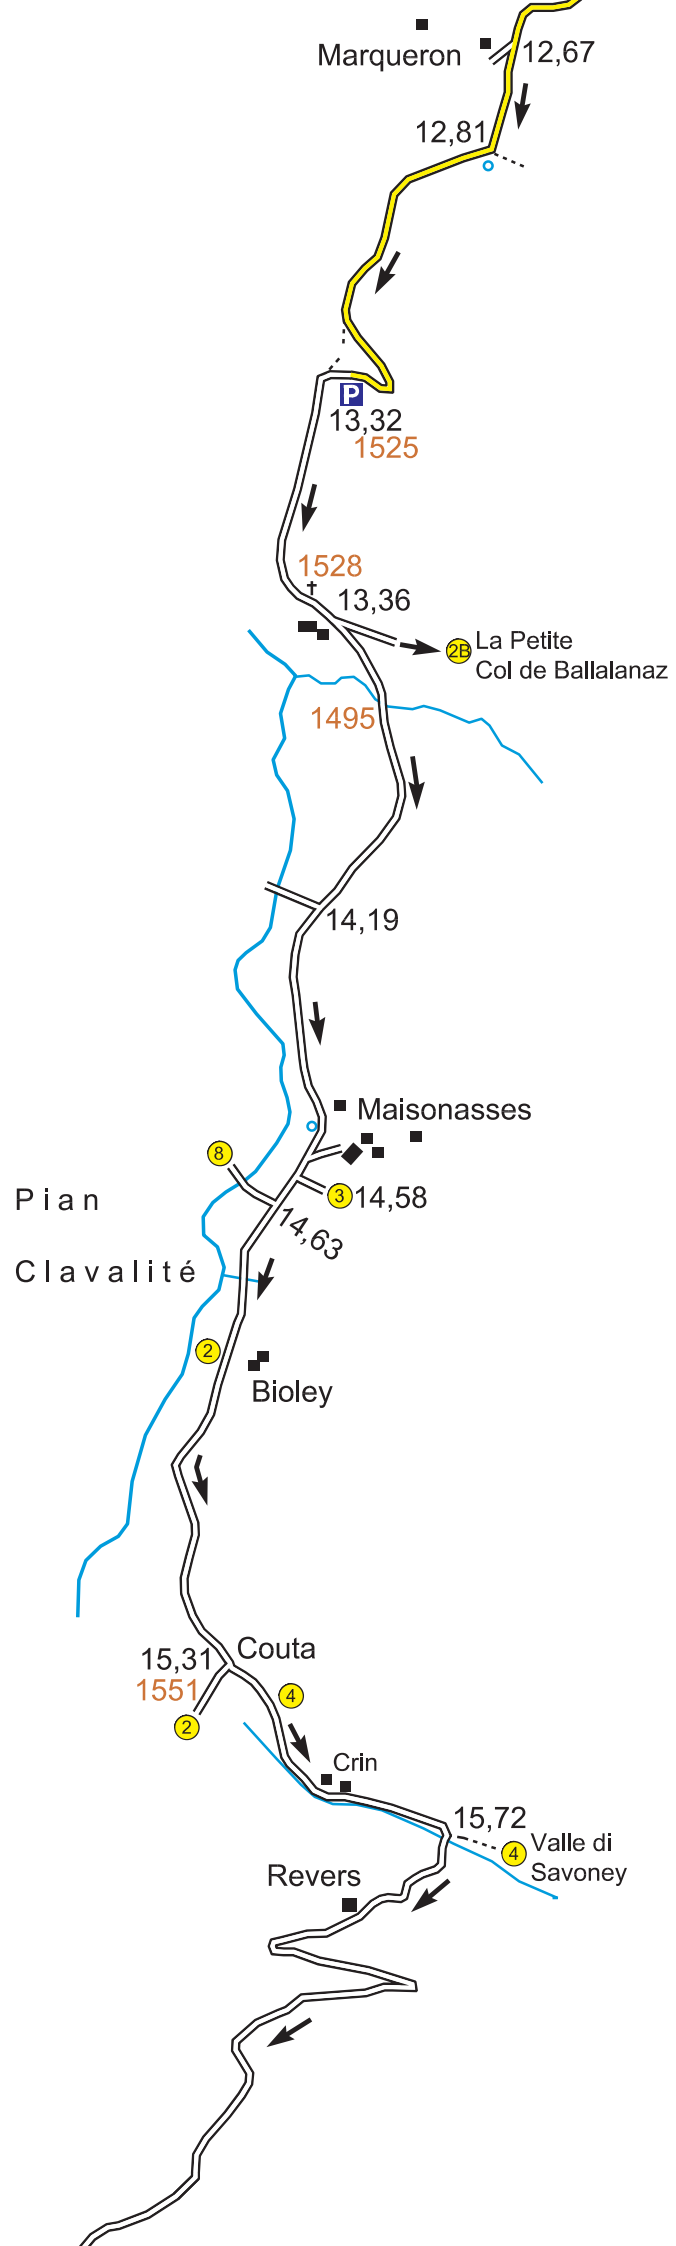 Marqueron
12,67
12,81
P
13,32
1525
1528
13,36
2B
La Petite
Col de Ballalanaz
1495
14,19
Maisonasses
8
3
14,58
Pian
14,63
Clavalité
2
Bioley
Couta
15,31
1551
4
2
Crin
15,72
4
Valle di
Savoney
Revers